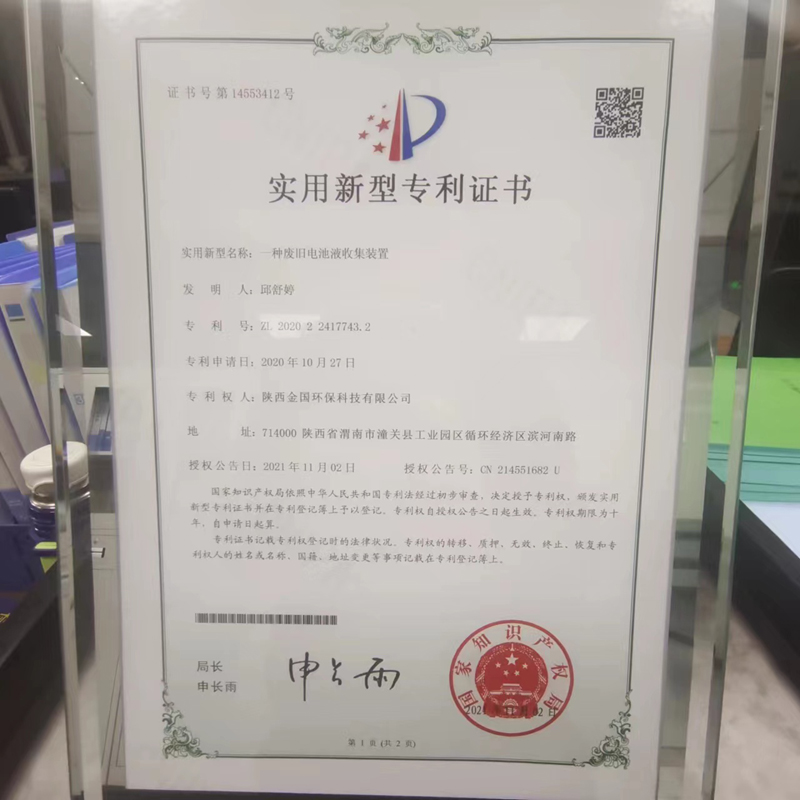 证书号第14553412号
实用新型专利证书
实用新型名称：一种废旧电池液收集装置
发明人：邱舒婷
专利号：ZL 2020 2 2417743.2
专利申请日：2020年10月27日
专利权人：陕西金国环保科技有限公司
地址：714000 陕西省渭南市潼关县工业园区循环经济区滨河南路
授权公告日：2021年11月02日 授权公告号：CN 214551682 U
国家知识产权局依照中华人民共和国专利法经过初步审查，决定授予专利权，颁发实用
新型专利证书并在专利登记簿上予以登记。专利权自授权公告之日起生效。专利权期限为十
年，自申请日起算。
专利证书记载专利权登记时的法律状况。专利权的转移、质押、无效、终止、恢复和专
利权人的姓名或名称、国籍、地址变更等事项记载在专利登记簿上。
局长
申长雨
申长雨
国家知识产权局
2021年11月02日
第 1 页 (共 2 页)